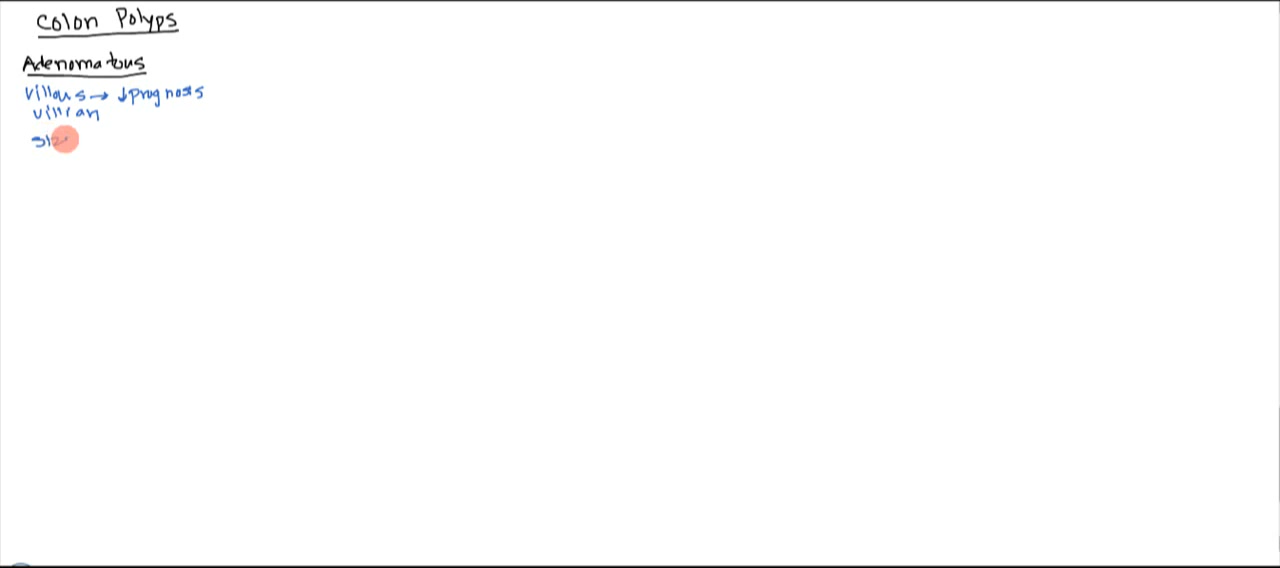 Colon Polyps
Adenomatous
Villous → ↓prognosis
villian